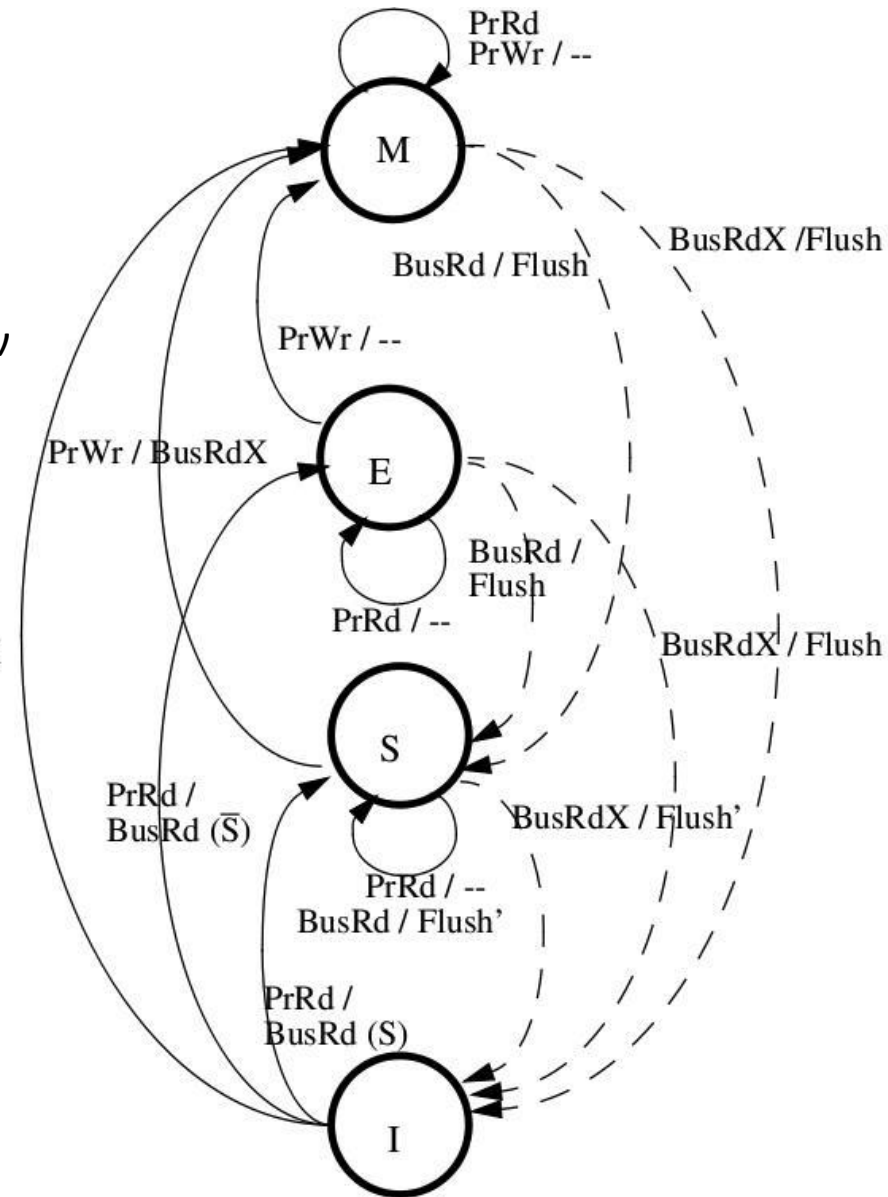 PrRd
PrWr / --
M
BusRdX /Flush
BusRd / Flush
PrWr / --
PrWr / BusRdX
E
BusRd /
Flush
PrRd / --
BusRdX / Flush
S
PrRd /
BusRd (S̅)
BusRdX / Flush’
PrRd / --
BusRd / Flush’
PrRd /
BusRd (S)
I